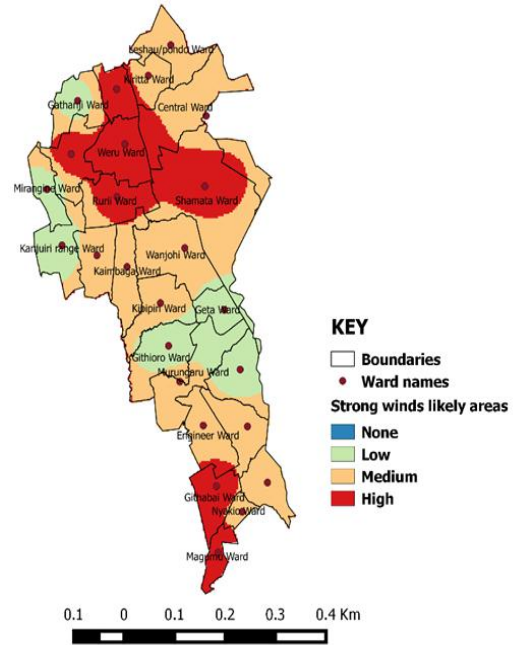 Leshau/pondo Ward
Kiritta Ward
Gathanji Ward
Central Ward
Weru Ward
Mirangine Ward
Shamata Ward
Rurii Ward
Kanjuiri range Ward
Wanjohi Ward
Kaimbaga Ward
Kipipiri Ward
Geta Ward
Githioro Ward
Murungaru Ward
Engineer Ward
Githabai Ward
Nyakio Ward
Magumu Ward
KEY
Boundaries
Ward names
Strong winds likely areas
None
Low
Medium
High
0.1 0 0.1 0.2 0.3 0.4 Km